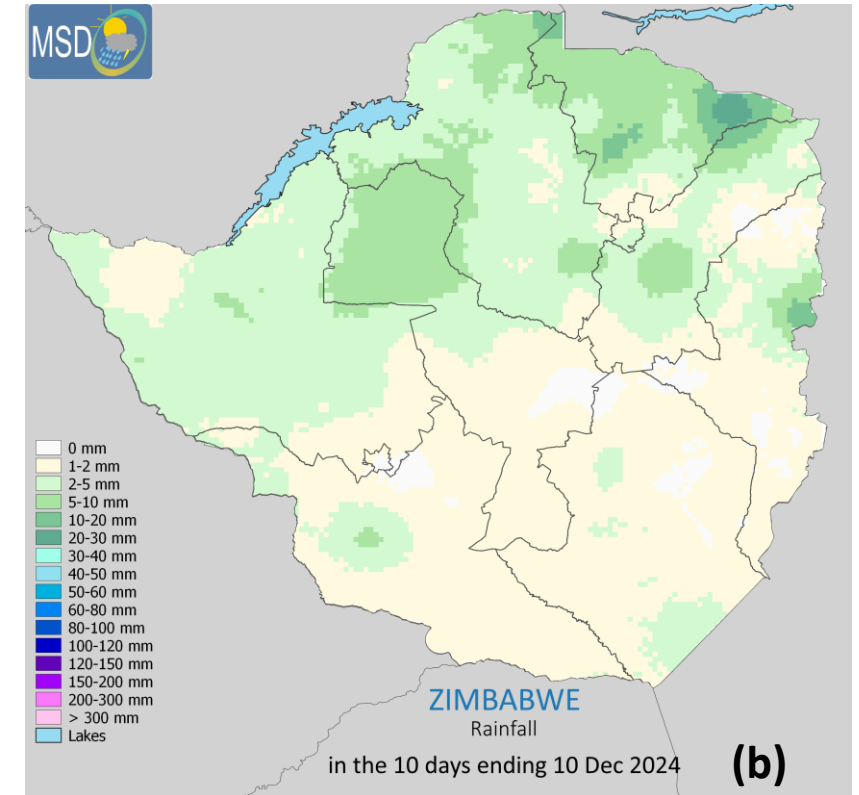 MSD
0 mm
1-2 mm
2-5 mm
5-10 mm
10-20 mm
20-30 mm
30-40 mm
40-50 mm
50-60 mm
60-80 mm
80-100 mm
100-120 mm
120-150 mm
150-200 mm
200-300 mm
> 300 mm
Lakes
ZIMBABWE
Rainfall
in the 10 days ending 10 Dec 2024
(b)